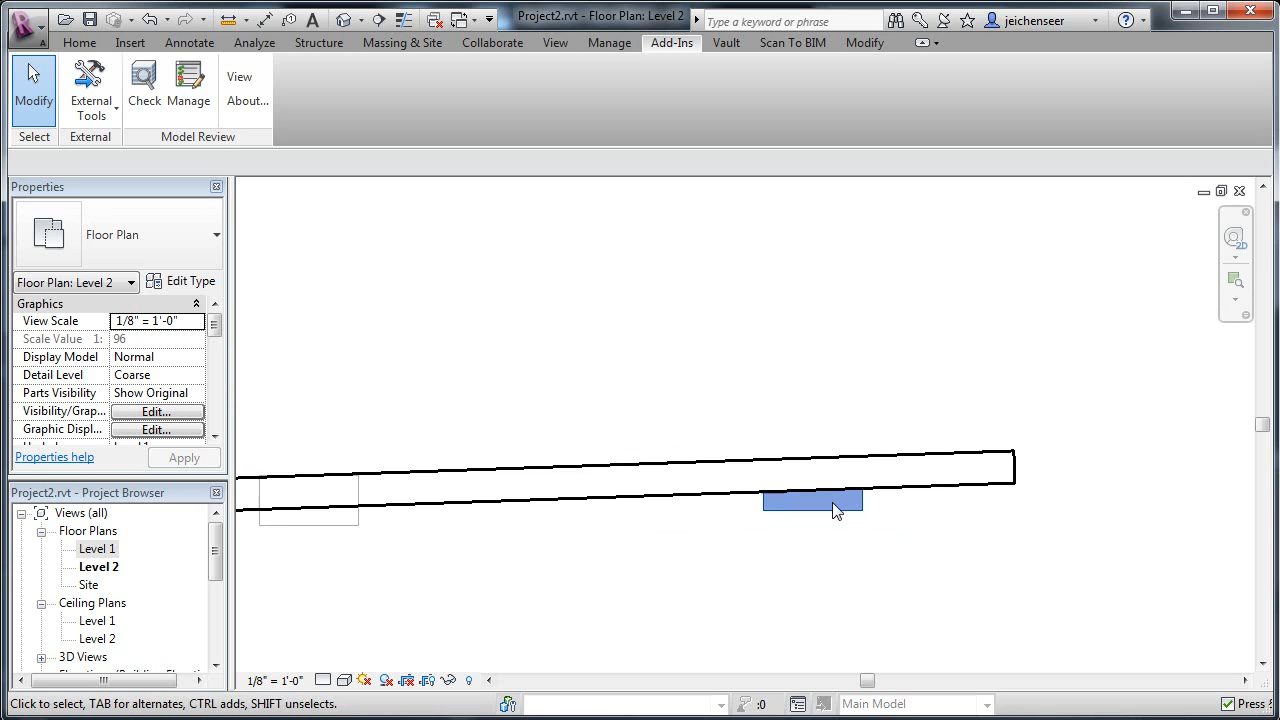 Project2.rvt - Floor Plan: Level 2
Type a keyword or phrase
jeichenseer
Home Insert Annotate Analyze Structure Massing & Site Collaborate View Manage Add-Ins Vault Scan To BIM Modify
Modify
External Tools
Check
Manage
View
About...
Select External Model Review
Properties
Floor Plan
Floor Plan: Level 2 Edit Type
Graphics
View Scale 1/8" = 1'-0"
Scale Value 1: 96
Display Model Normal
Detail Level Coarse
Parts Visibility Show Original
Visibility/Grap... Edit...
Graphic Displ... Edit...
Properties help Apply
Project2.rvt - Project Browser
Views (all)
Floor Plans
Level 1
Level 2
Site
Ceiling Plans
Level 1
Level 2
3D Views
2D
1/8" = 1'-0"
Click to select, TAB for alternates, CTRL adds, SHIFT unselects.
:0
Main Model
Press